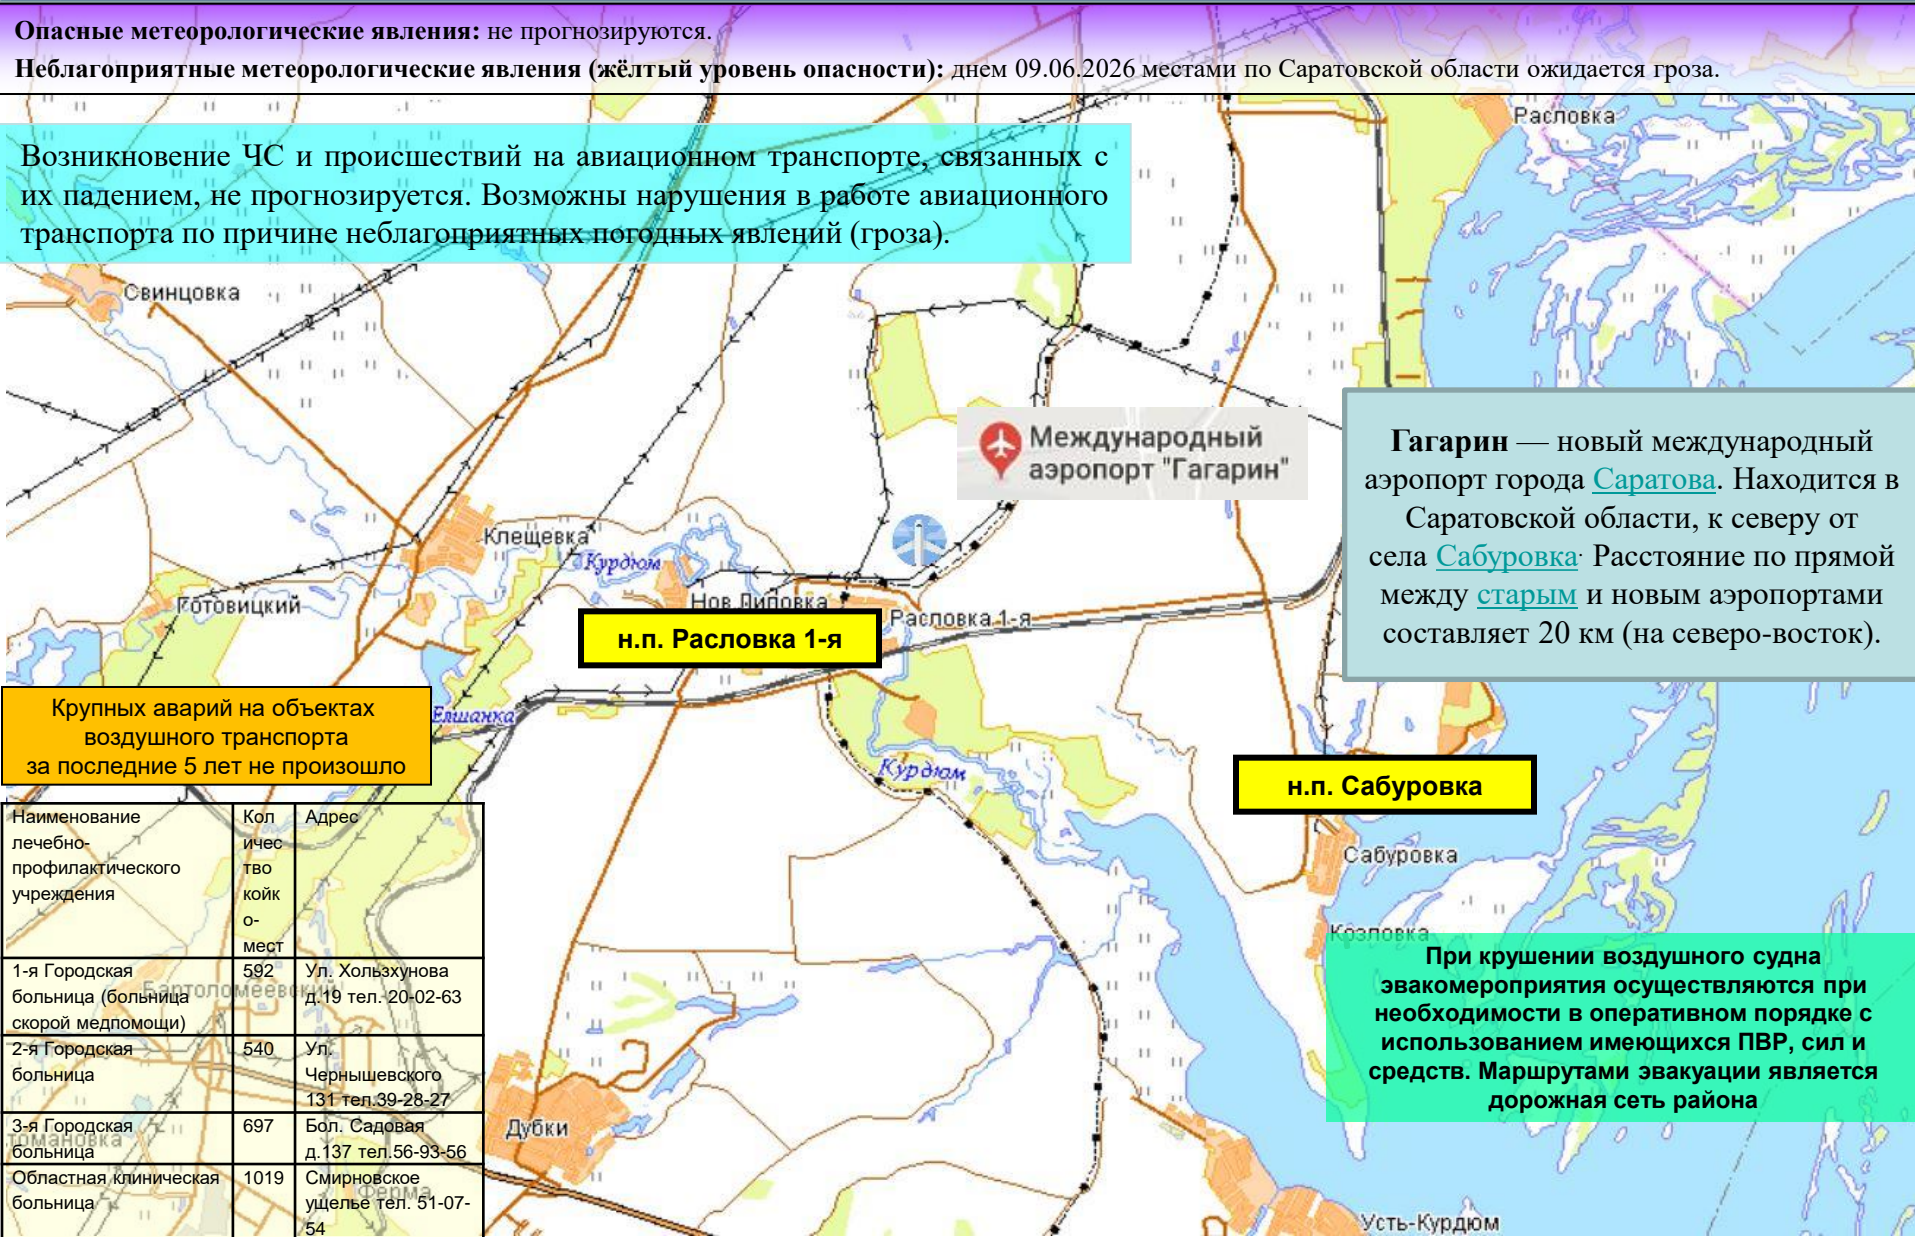 Опасные метеорологические явления: не прогнозируются.
Неблагоприятные метеорологические явления (жёлтый уровень опасности): днем 09.06.2026 местами по Саратовской области ожидается гроза.
Расловка
Возникновение ЧС и происшествий на авиационном транспорте, связанных с
их падением, не прогнозируется. Возможны нарушения в работе авиационного
транспорта по причине неблагоприятных погодных явлений (гроза).
Свинцовка
Международный
аэропорт "Гагарин"
Гагарин — новый международный
аэропорт города Саратова. Находится в
Саратовской области, к северу от
села Сабуровка. Расстояние по прямой
между старым и новым аэропортами
составляет 20 км (на северо-восток).
Клещевка
Курдюм
Готовицкий
Нов.Липовка
Расловка 1-я
н.п. Расловка 1-я
Елшанка
Крупных аварий на объектах
воздушного транспорта
за последние 5 лет не произошло
Курдюм
н.п. Сабуровка
Сабуровка
Козловка
Наименование
лечебно-
профилактического
учреждения
Кол
ичес
тво
койк
о-
мест
Адрес
1-я Городская
больница (больница
скорой медпомощи)
592
Ул. Хользхунова
д.19 тел. 20-02-63
Бартоломеевский
2-я Городская
больница
540
Ул.
Чернышевского
131 тел.39-28-27
3-я Городская
больница
697
Бол. Садовая
д.137 тел.56-93-56
Областная клиническая
больница
1019
Смирновское
ущелье тел. 51-07-
54
Ферма
При крушении воздушного судна
эвакомероприятия осуществляются при
необходимости в оперативном порядке с
использованием имеющихся ПВР, сил и
средств. Маршрутами эвакуации является
дорожная сеть района
Дубки
Усть-Курдюм